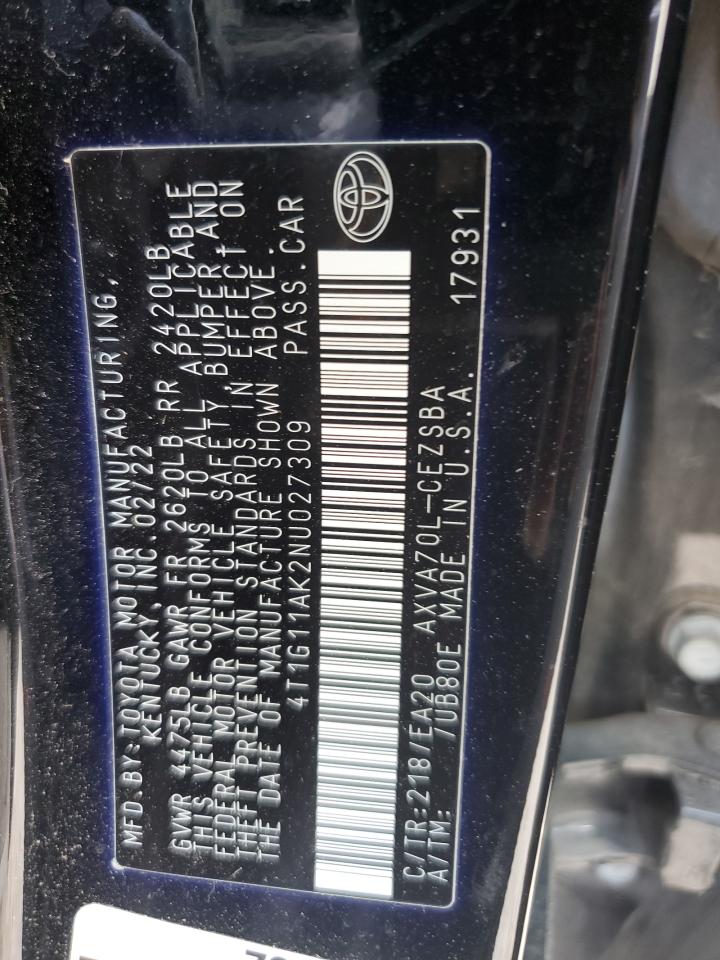 MFD.BY:TOYOTA MOTOR MANUFACTURING,
KENTUCKY, INC.02/22
GVWR 4475LB GAWR FR 2620LB RR 2420LB
THIS VEHICLE CONFORMS TO ALL APPLICABLE
FEDERAL MOTOR VEHICLE SAFETY,BUMPER AND
THEFT PREVENTION STANDARDS IN EFFECT ON
THE DATE OF MANUFACTURE SHOWN ABOVE.
4T1G11AK2NU027309 PASS.CAR
C/TR:218/EA20 AXVA70L-CEZSBA
A/TM: /UB80E MADE IN U.S.A. 17931